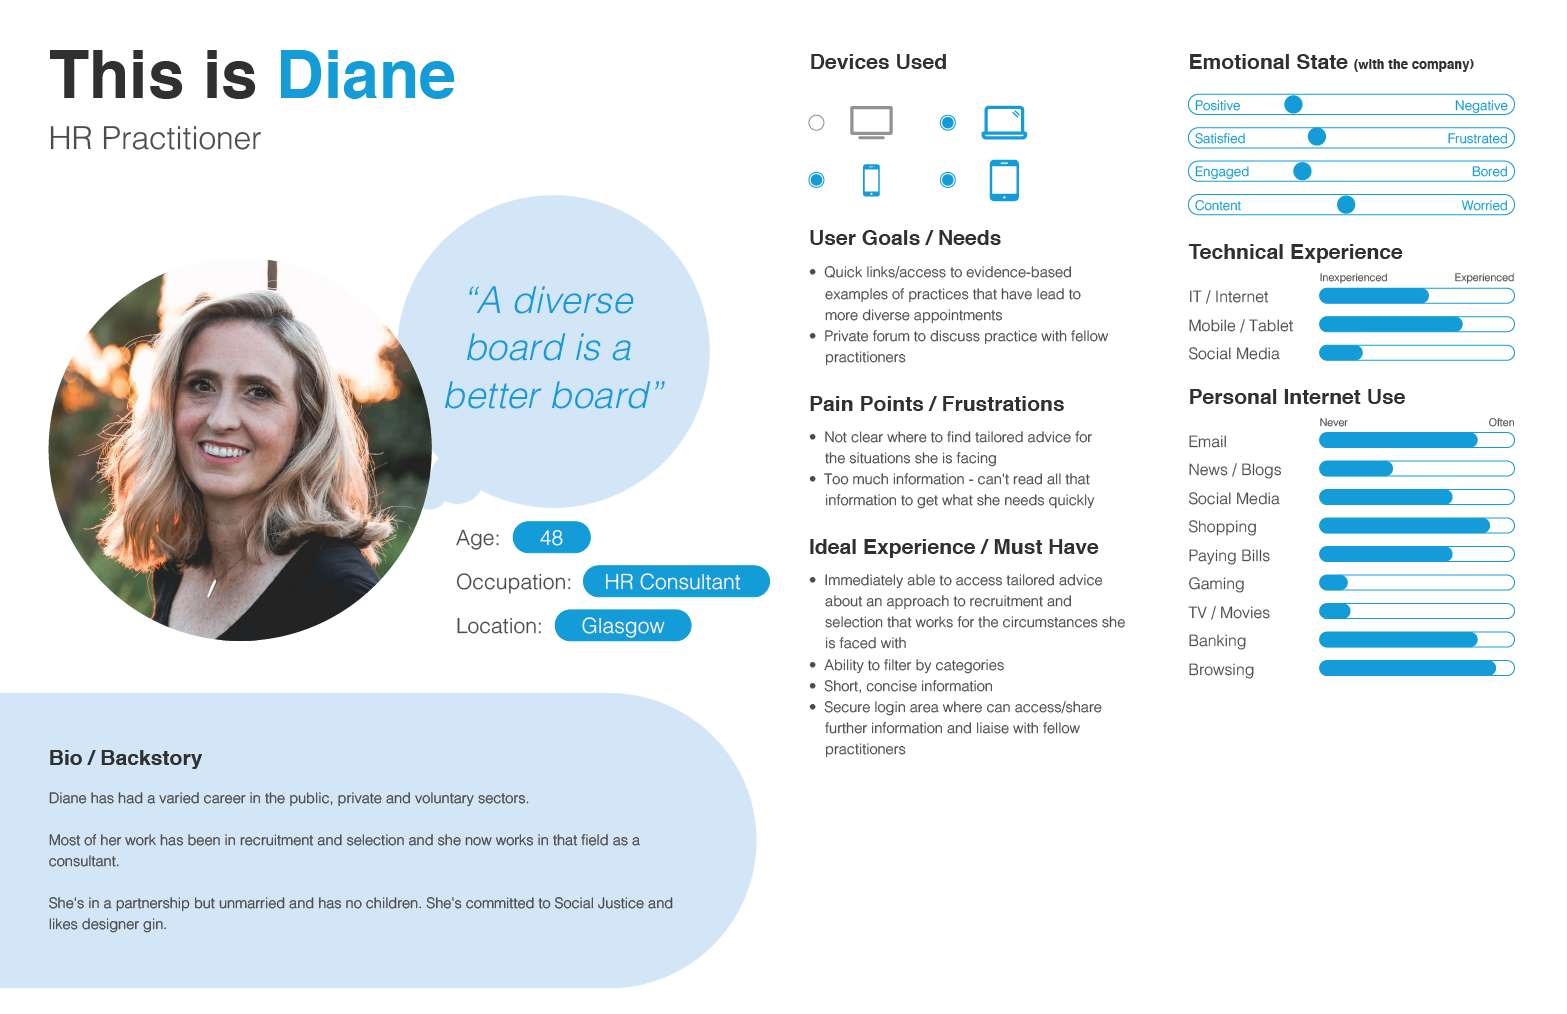 This is Diane
HR Practitioner
“A diverse
board is a
better board”
Age: 48
Occupation: HR Consultant
Location: Glasgow
Bio / Backstory
Diane has had a varied career in the public, private and voluntary sectors.
Most of her work has been in recruitment and selection and she now works in that field as a
consultant.
She's in a partnership but unmarried and has no children. She's committed to Social Justice and
likes designer gin.
Devices Used
User Goals / Needs
• Quick links/access to evidence-based
examples of practices that have lead to
more diverse appointments
• Private forum to discuss practice with fellow
practitioners
Pain Points / Frustrations
• Not clear where to find tailored advice for
the situations she is facing
• Too much information - can't read all that
information to get what she needs quickly
Ideal Experience / Must Have
• Immediately able to access tailored advice
about an approach to recruitment and
selection that works for the circumstances she
is faced with
• Ability to filter by categories
• Short, concise information
• Secure login area where can access/share
further information and liaise with fellow
practitioners
Emotional State (with the company)
Positive Negative
Satisfied Frustrated
Engaged Bored
Content Worried
Technical Experience
Inexperienced Experienced
IT / Internet
Mobile / Tablet
Social Media
Personal Internet Use
Never Often
Email
News / Blogs
Social Media
Shopping
Paying Bills
Gaming
TV / Movies
Banking
Browsing